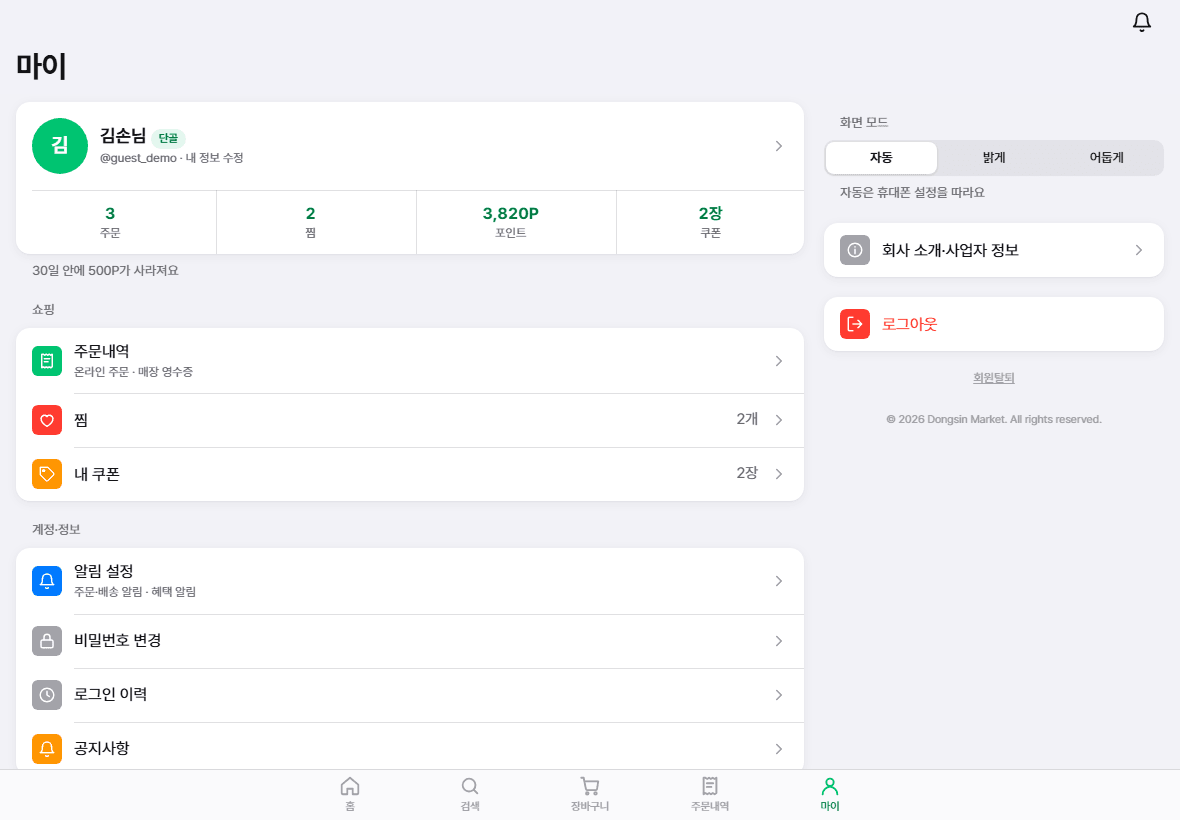 마이
김
김손님 단골
@guest_demo · 내 정보 수정
3
주문
2
찜
3,820P
포인트
2장
쿠폰
30일 안에 500P가 사라져요
쇼핑
주문내역
온라인 주문 · 매장 영수증
찜
2개
내 쿠폰
2장
계정·정보
알림 설정
주문·배송 알림 · 혜택 알림
비밀번호 변경
로그인 이력
공지사항
화면 모드
자동 밝게 어둡게
자동은 휴대폰 설정을 따라요
회사 소개·사업자 정보
로그아웃
회원탈퇴
© 2026 Dongsin Market. All rights reserved.
홈 검색 장바구니 주문내역 마이